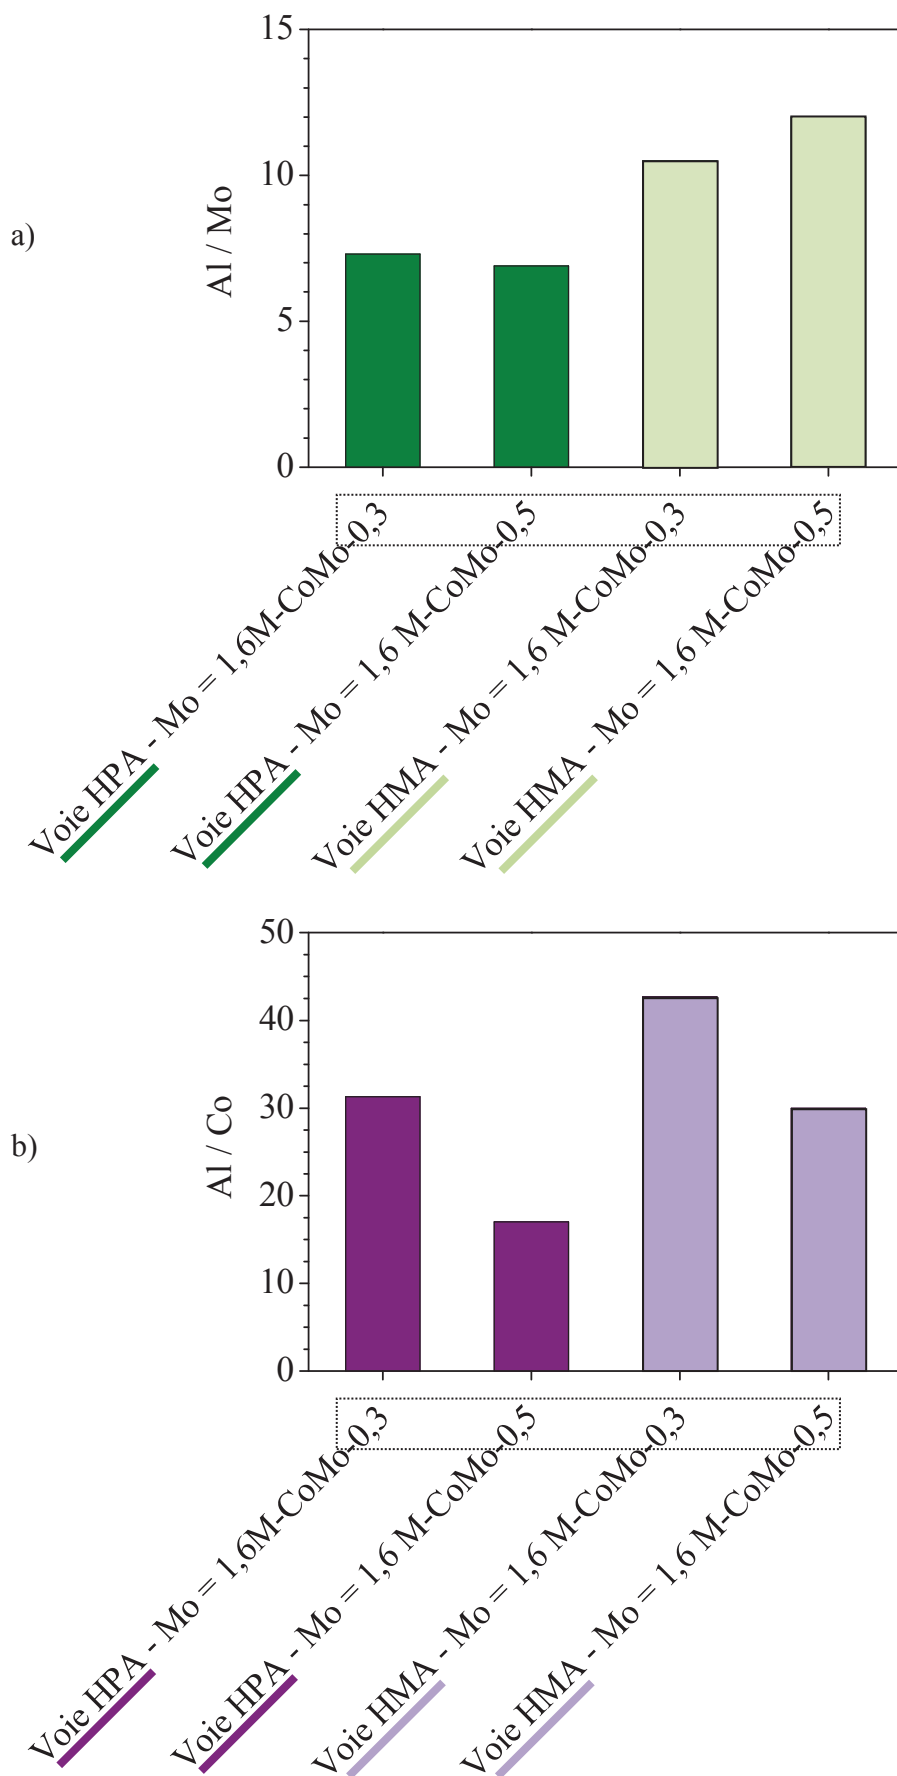 a)
Al / Mo
15
10
5
0
Voie HPA - Mo = 1,6M-CoMo-0,3
Voie HPA - Mo = 1,6 M-CoMo-0,5
Voie HMA - Mo = 1,6 M-CoMo-0,3
Voie HMA - Mo = 1,6 M-CoMo-0,5
b)
Al / Co
50
40
30
20
10
0
Voie HPA - Mo = 1,6M-CoMo-0,3
Voie HPA - Mo = 1,6 M-CoMo-0,5
Voie HMA - Mo = 1,6 M-CoMo-0,3
Voie HMA - Mo = 1,6 M-CoMo-0,5